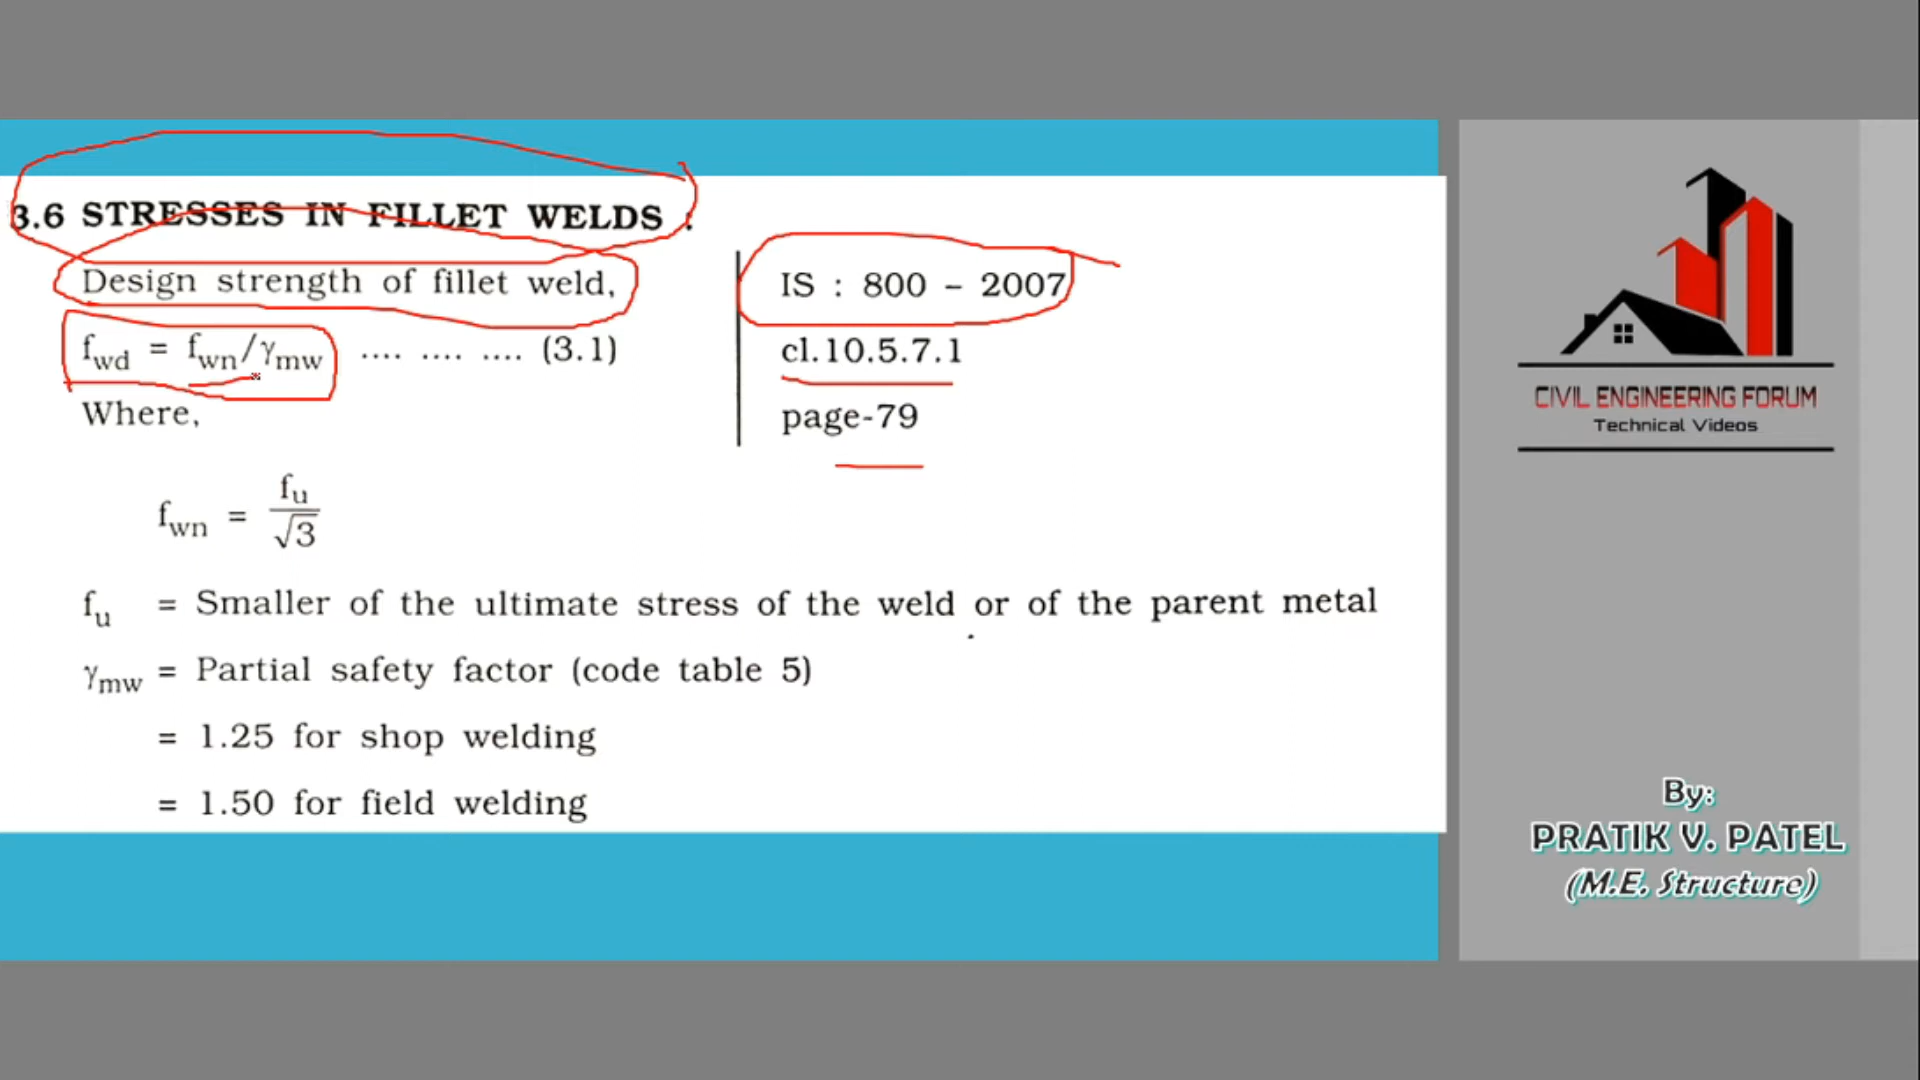 3.6 STRESSES IN FILLET WELDS :
Design strength of fillet weld,
f_wd = f_wn/γ_mw .... .... .... (3.1)
IS : 800 – 2007
cl.10.5.7.1
page-79
Where,
f_wn = f_u/√3
f_u = Smaller of the ultimate stress of the weld or of the parent metal
γ_mw = Partial safety factor (code table 5)
= 1.25 for shop welding
= 1.50 for field welding
CIVIL ENGINEERING FORUM
Technical Videos
By:
PRATIK V. PATEL
(M.E. Structure)